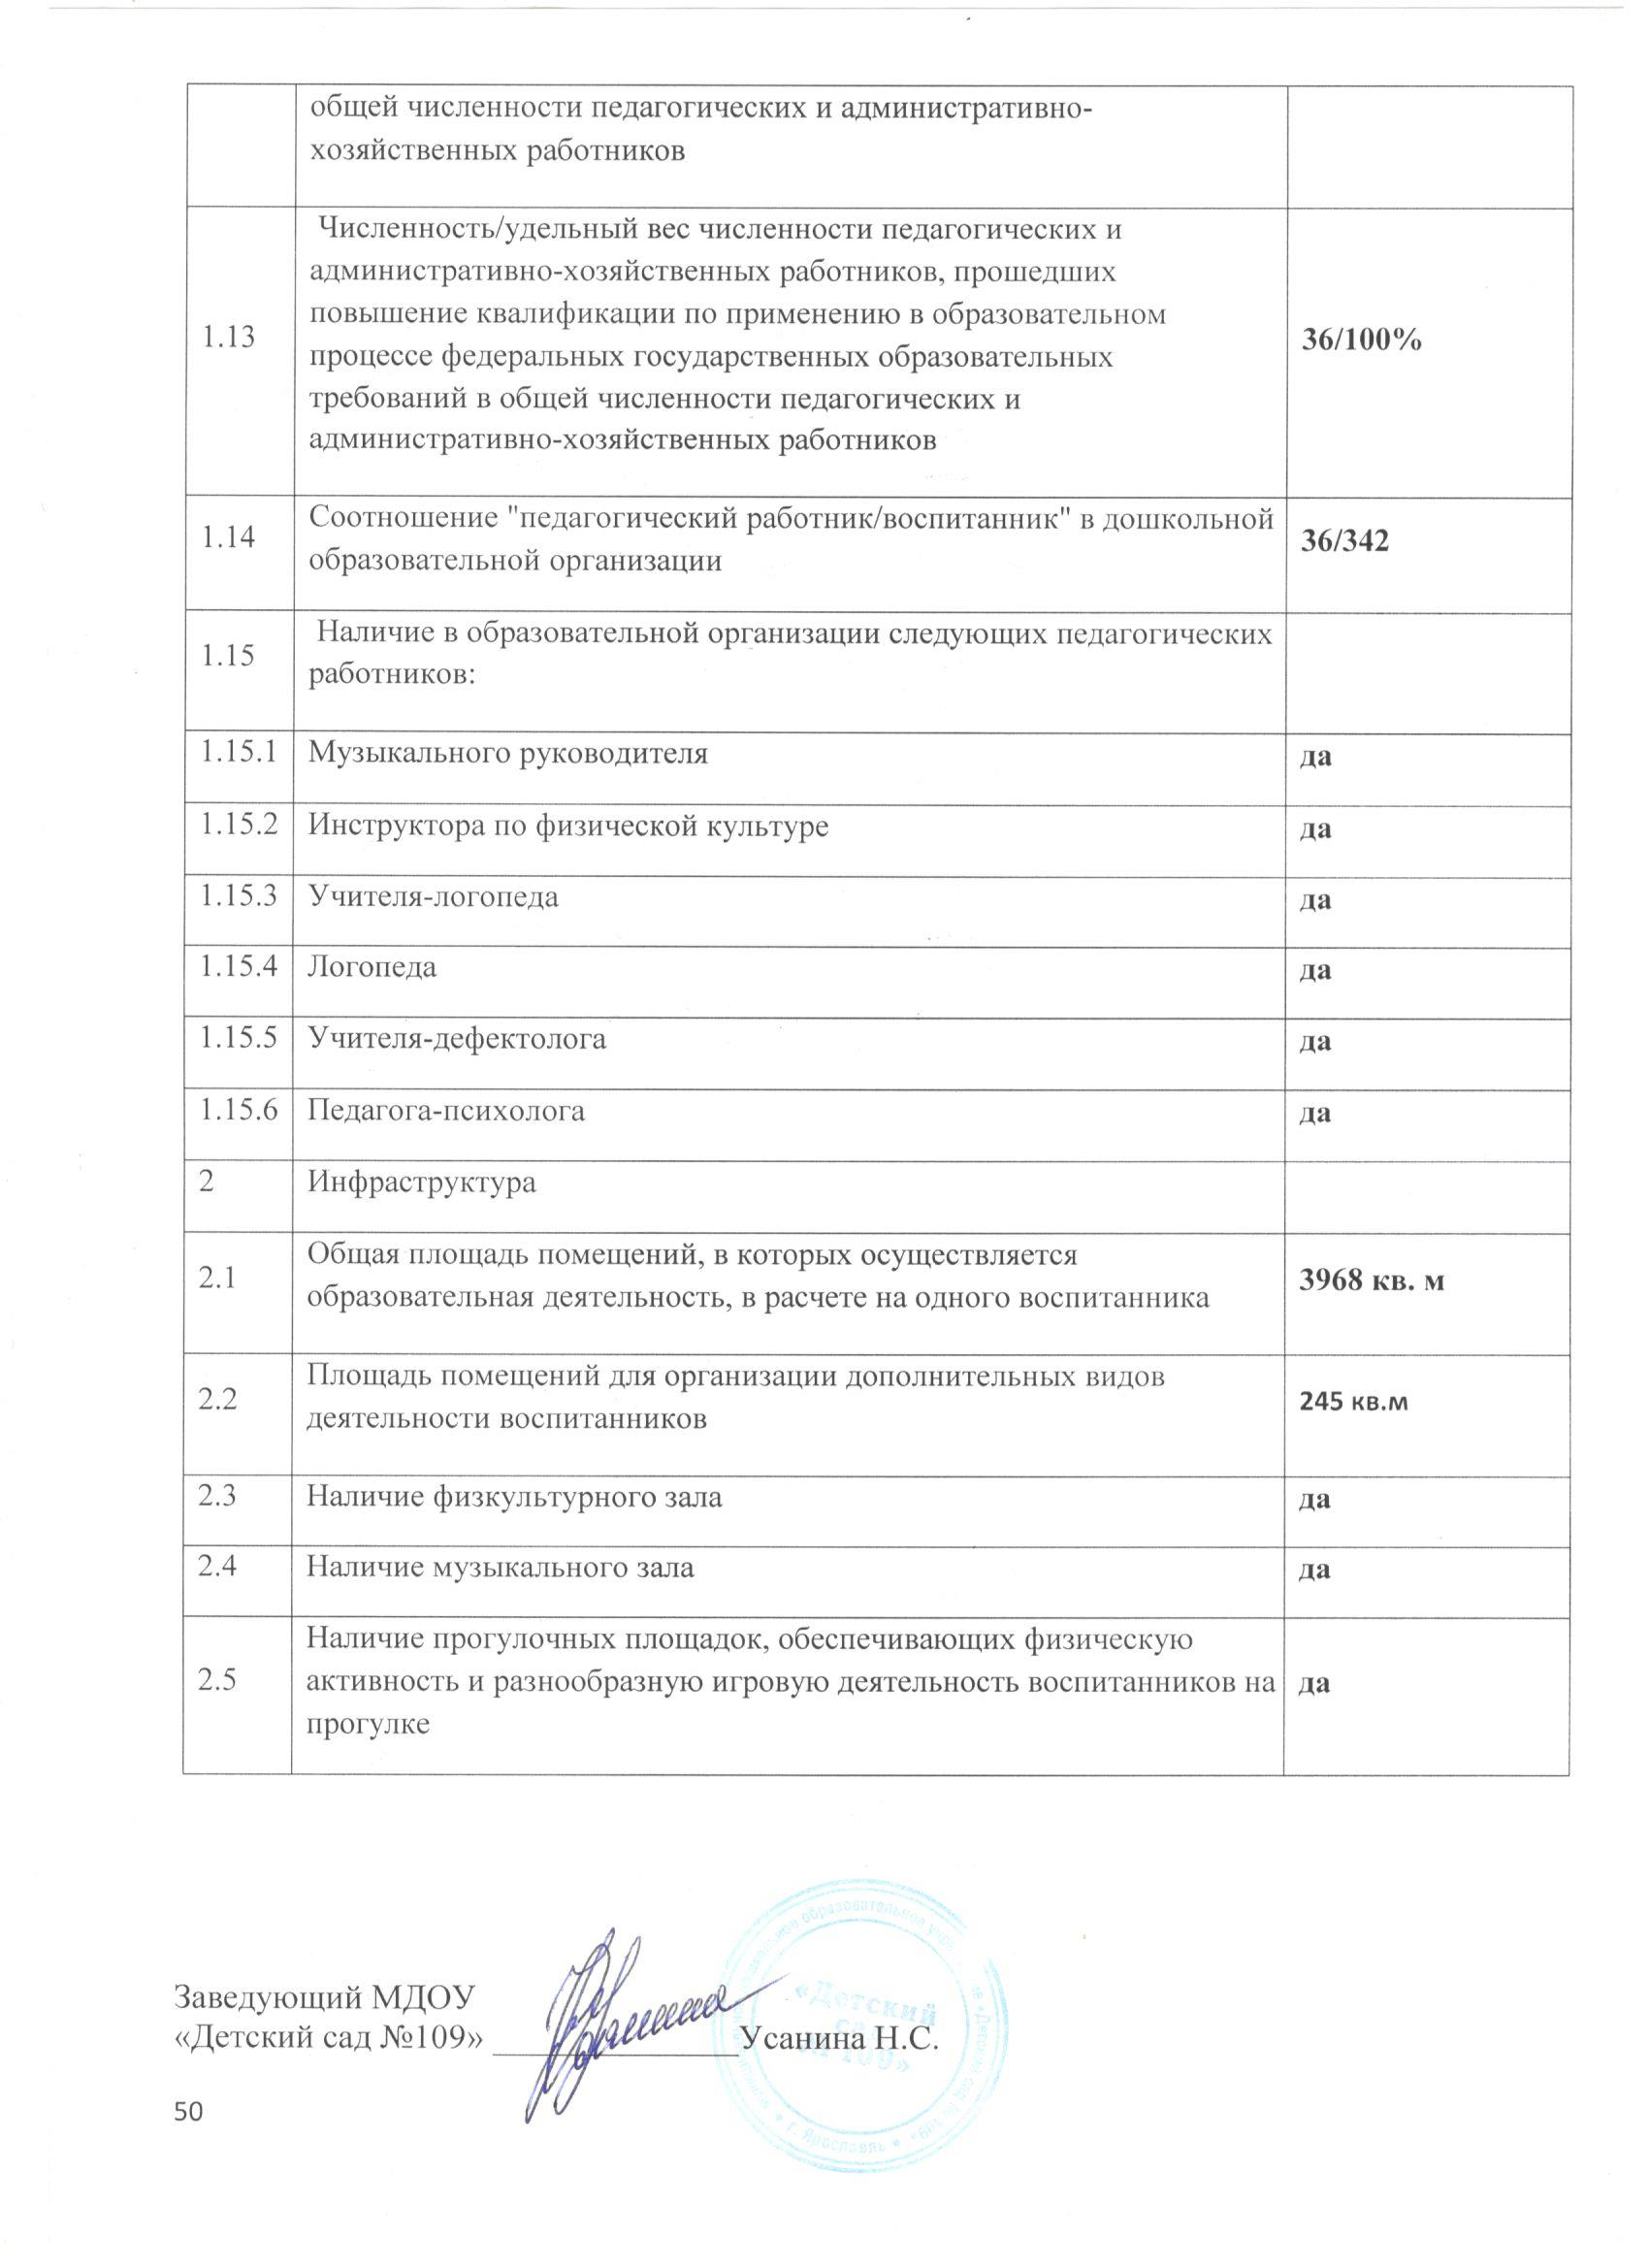 общей численности педагогических и административно-
хозяйственных работников
1.13
Численность/удельный вес численности педагогических и
административно-хозяйственных работников, прошедших
повышение квалификации по применению в образовательном
процессе федеральных государственных образовательных
требований в общей численности педагогических и
административно-хозяйственных работников
36/100%
1.14
Соотношение "педагогический работник/воспитанник" в дошкольной
образовательной организации
36/342
1.15
Наличие в образовательной организации следующих педагогических
работников:
1.15.1 Музыкального руководителя да
1.15.2 Инструктора по физической культуре да
1.15.3 Учителя-логопеда да
1.15.4 Логопеда да
1.15.5 Учителя-дефектолога да
1.15.6 Педагога-психолога да
2 Инфраструктура
2.1
Общая площадь помещений, в которых осуществляется
образовательная деятельность, в расчете на одного воспитанника
3968 кв. м
2.2
Площадь помещений для организации дополнительных видов
деятельности воспитанников
245 кв.м
2.3 Наличие физкультурного зала да
2.4 Наличие музыкального зала да
2.5
Наличие прогулочных площадок, обеспечивающих физическую
активность и разнообразную игровую деятельность воспитанников на
прогулке
да
Заведующий МДОУ
«Детский сад №109» Усанина Н.С.
«Детский
109»
образовательное
г. Ярославль
50